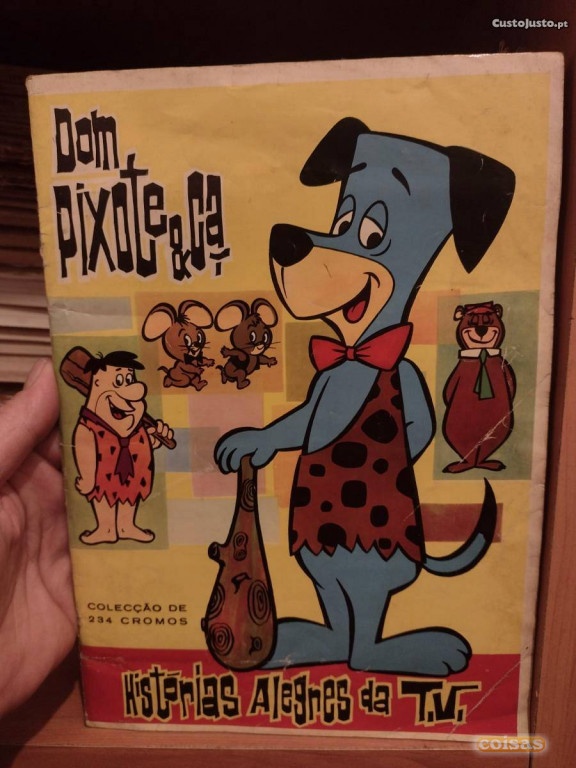 CustoJusto.pt
Dom
PIXOTE & Cª
COLECÇÃO DE
234 CROMOS
Histórias Alegres da T.V.
coisas